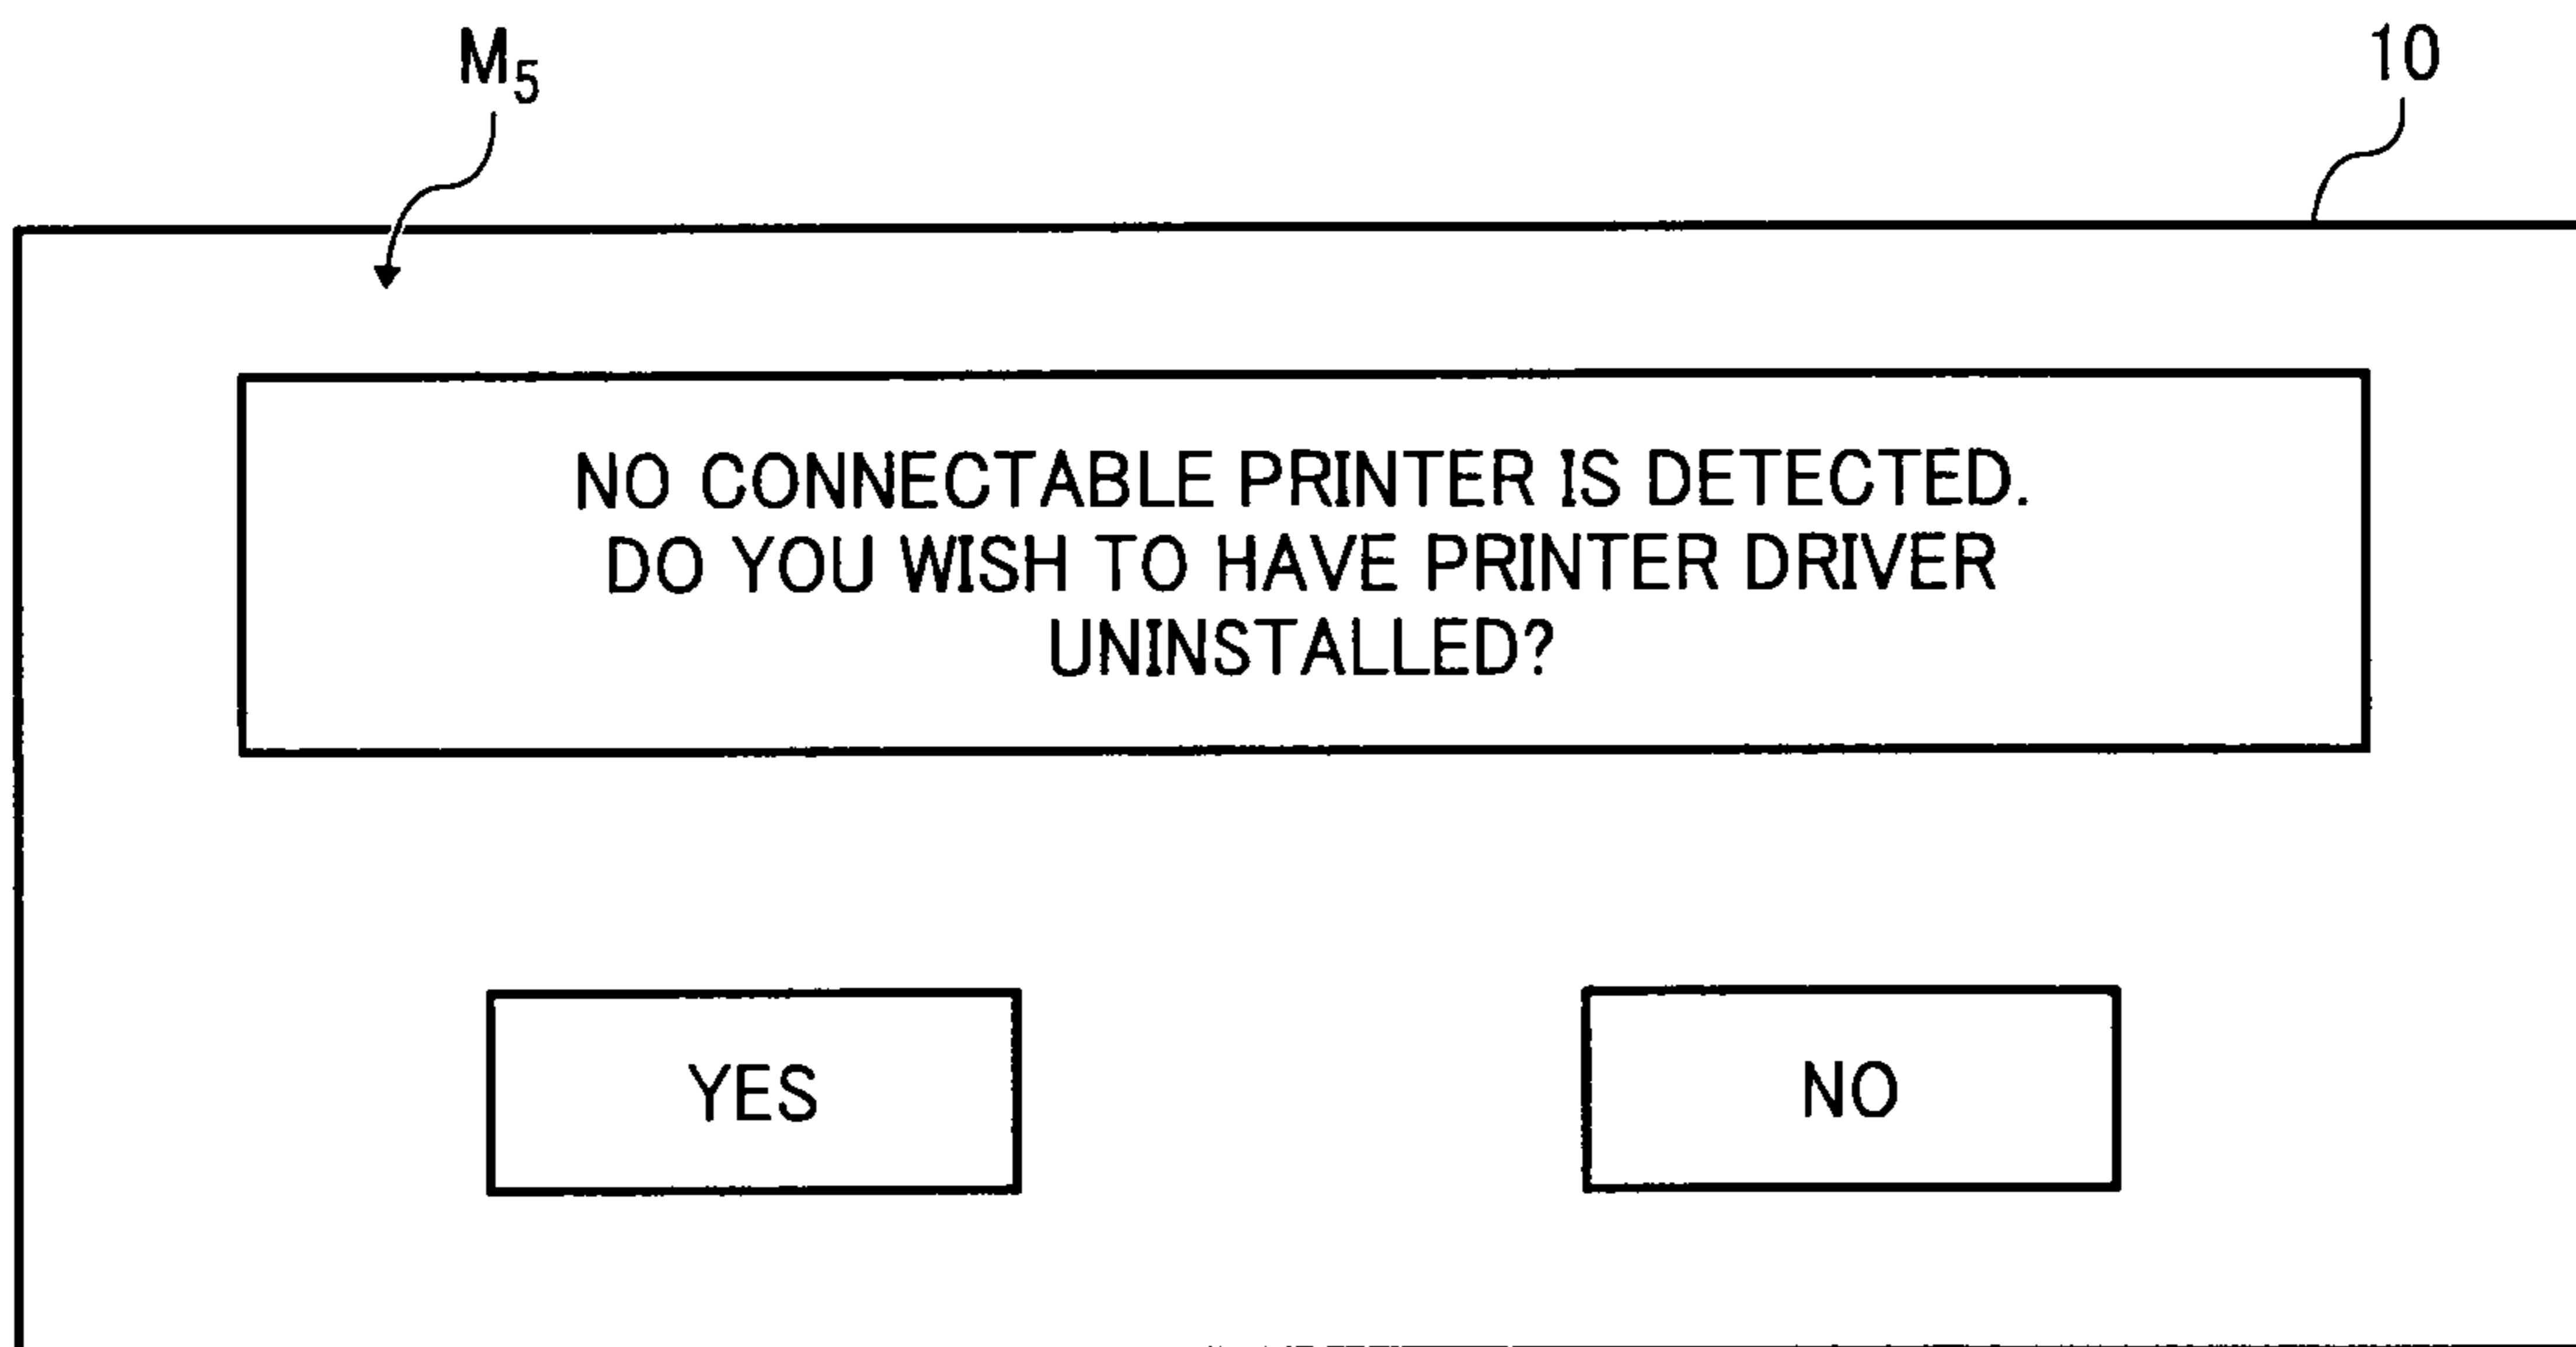 M5
10
NO CONNECTABLE PRINTER IS DETECTED.
DO YOU WISH TO HAVE PRINTER DRIVER
UNINSTALLED?
YES
NO